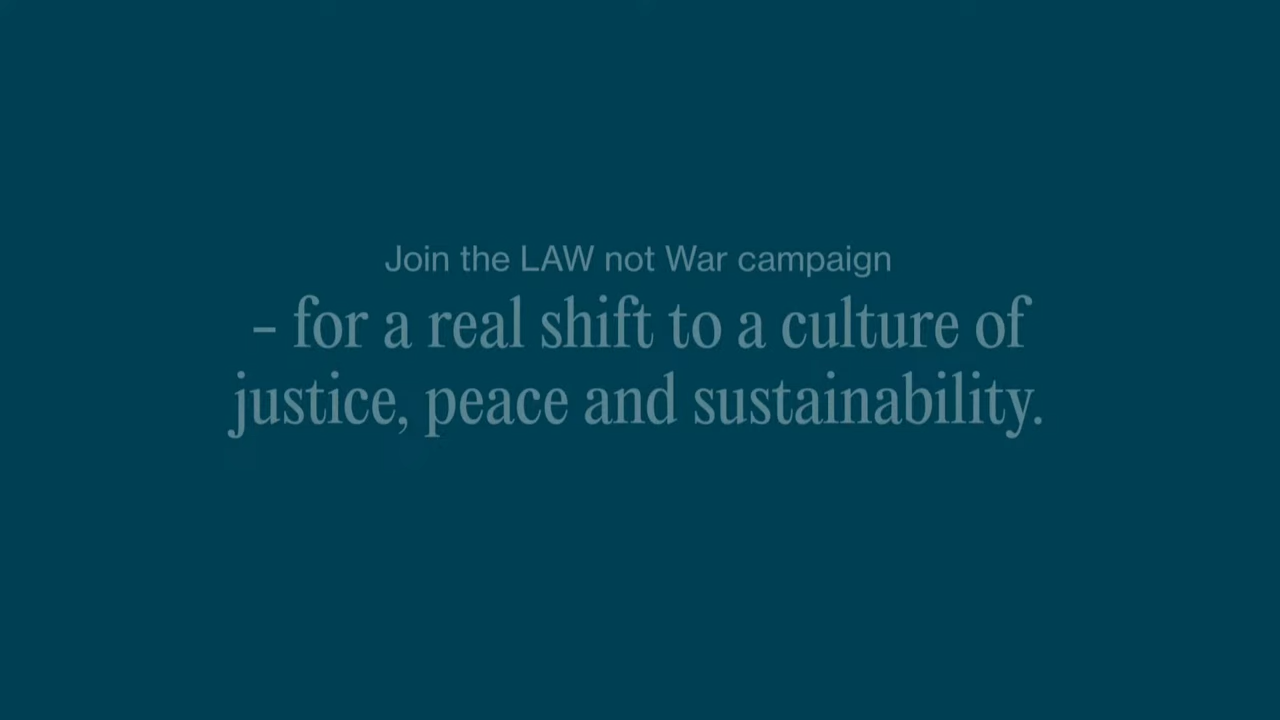 Join the LAW not War campaign
– for a real shift to a culture of
justice, peace and sustainability.